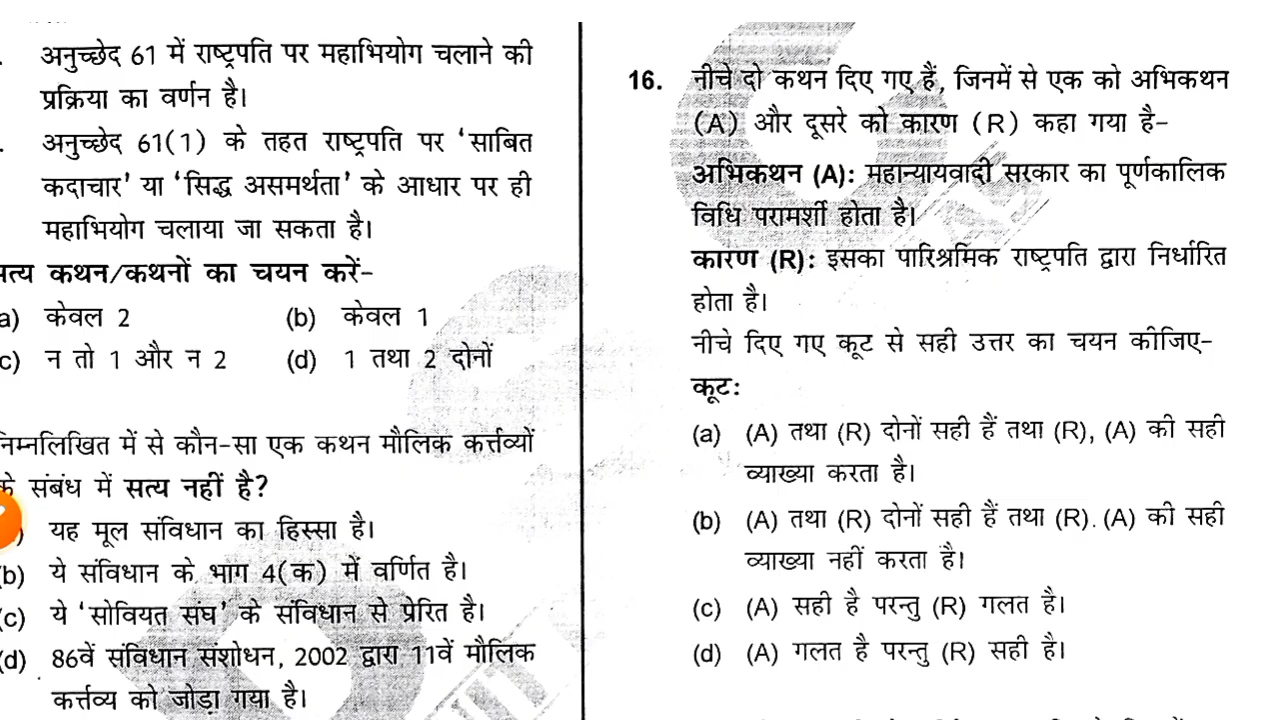 अनुच्छेद 61 में राष्ट्रपति पर महाभियोग चलाने की
प्रक्रिया का वर्णन है।
अनुच्छेद 61(1) के तहत राष्ट्रपति पर 'साबित
कदाचार' या 'सिद्ध असमर्थता' के आधार पर ही
महाभियोग चलाया जा सकता है।
सत्य कथन/कथनों का चयन करें-
a) केवल 2 (b) केवल 1
c) न तो 1 और न 2 (d) 1 तथा 2 दोनों
निम्नलिखित में से कौन-सा एक कथन मौलिक कर्त्तव्यों
के संबंध में सत्य नहीं है?
) यह मूल संविधान का हिस्सा है।
(b) ये संविधान के भाग 4(क) में वर्णित है।
(c) ये 'सोवियत संघ' के संविधान से प्रेरित है।
(d) 86वें संविधान संशोधन, 2002 द्वारा 11वें मौलिक
कर्त्तव्य को जोड़ा गया है।
16. नीचे दो कथन दिए गए हैं, जिनमें से एक को अभिकथन
(A) और दूसरे को कारण (R) कहा गया है-
अभिकथन (A): महान्यायवादी सरकार का पूर्णकालिक
विधि परामर्शी होता है।
कारण (R): इसका पारिश्रमिक राष्ट्रपति द्वारा निर्धारित
होता है।
नीचे दिए गए कूट से सही उत्तर का चयन कीजिए-
कूट:
(a) (A) तथा (R) दोनों सही हैं तथा (R), (A) की सही
व्याख्या करता है।
(b) (A) तथा (R) दोनों सही हैं तथा (R). (A) की सही
व्याख्या नहीं करता है।
(c) (A) सही है परन्तु (R) गलत है।
(d) (A) गलत है परन्तु (R) सही है।